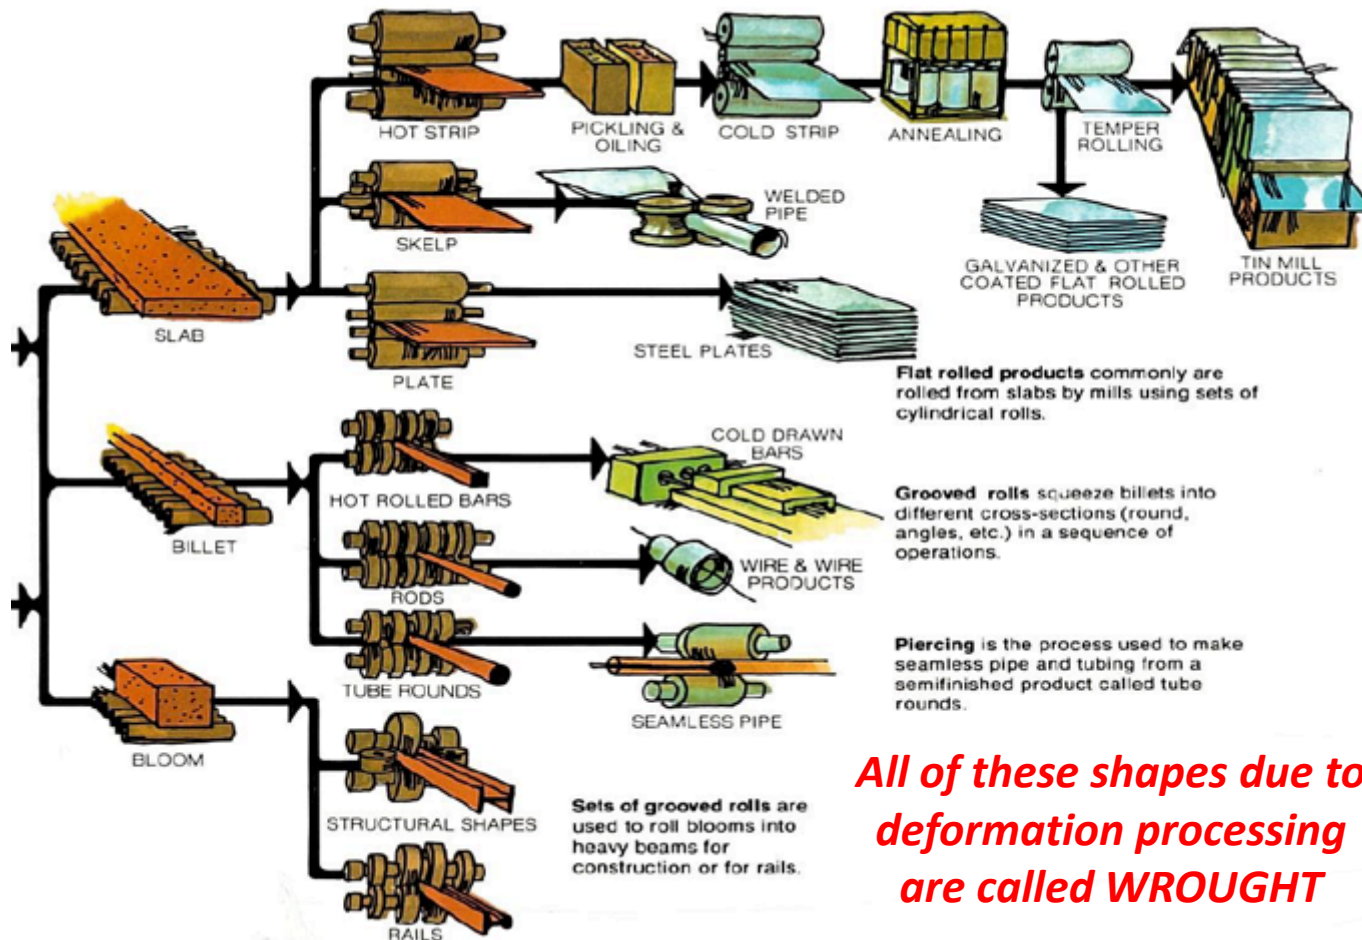 HOT STRIP
PICKLING &
OILING
COLD STRIP
ANNEALING
TEMPER
ROLLING
SKELP
WELDED
PIPE
GALVANIZED & OTHER
COATED FLAT ROLLED
PRODUCTS
TIN MILL
PRODUCTS
SLAB
PLATE
STEEL PLATES
Flat rolled products commonly are
rolled from slabs by mills using sets of
cylindrical rolls.
BILLET
HOT ROLLED BARS
COLD DRAWN
BARS
Grooved rolls squeeze billets into
different cross-sections (round,
angles, etc.) in a sequence of
operations.
RODS
WIRE & WIRE
PRODUCTS
TUBE ROUNDS
SEAMLESS PIPE
Piercing is the process used to make
seamless pipe and tubing from a
semifinished product called tube
rounds.
BLOOM
STRUCTURAL SHAPES
RAILS
Sets of grooved rolls are
used to roll blooms into
heavy beams for
construction or for rails.
All of these shapes due to
deformation processing
are called WROUGHT